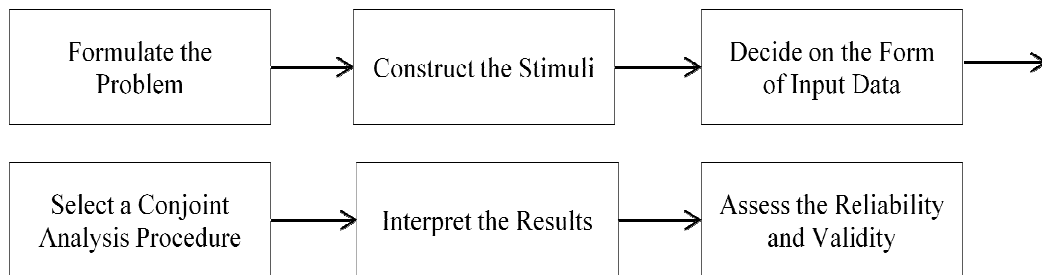 Formulate the
Problem
Construct the Stimuli
Decide on the Form
of Input Data
Select a Conjoint
Analysis Procedure
Interpret the Results
Assess the Reliability
and Validity